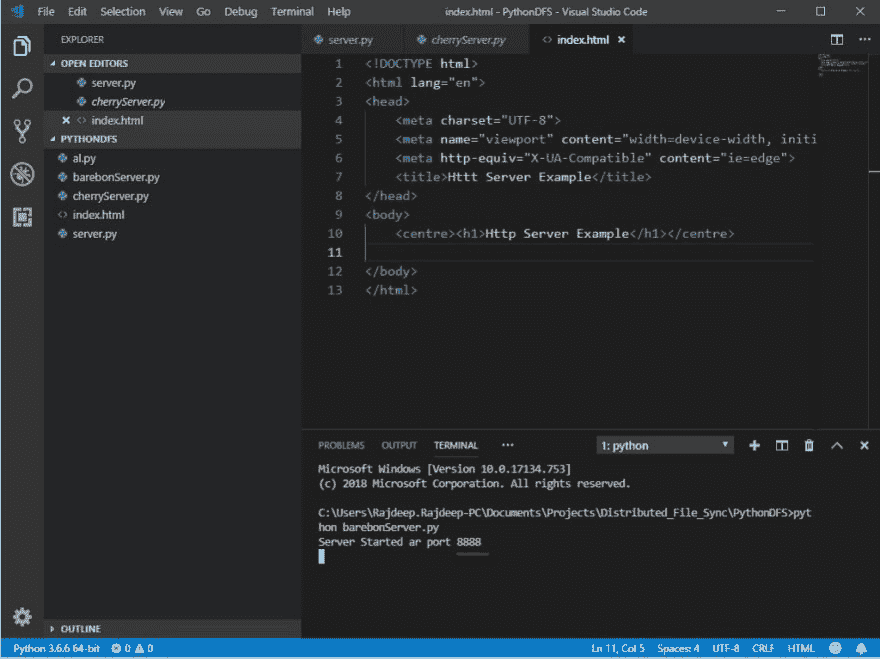 File Edit Selection View Go Debug Terminal Help index.html - PythonDFS - Visual Studio Code
EXPLORER
OPEN EDITORS
server.py
cherryServer.py
index.html
PYTHONDFS
al.py
barebonServer.py
cherryServer.py
index.html
server.py
OUTLINE
server.py cherryServer.py index.html
1 <!DOCTYPE html>
2 <html lang="en">
3 <head>
4 <meta charset="UTF-8">
5 <meta name="viewport" content="width=device-width, initi
6 <meta http-equiv="X-UA-Compatible" content="ie=edge">
7 <title>Httt Server Example</title>
8 </head>
9 <body>
10 <centre><h1>Http Server Example</h1></centre>
11
12 </body>
13 </html>
PROBLEMS OUTPUT TERMINAL ··· 1: python
Microsoft Windows [Version 10.0.17134.753]
(c) 2018 Microsoft Corporation. All rights reserved.
C:\Users\Rajdeep.Rajdeep-PC\Documents\Projects\Distributed_File_Sync\PythonDFS>pyt
hon barebonServer.py
Server Started ar port 8888
Python 3.6.6 64-bit 0 0 Ln 11, Col 5 Spaces: 4 UTF-8 CRLF HTML